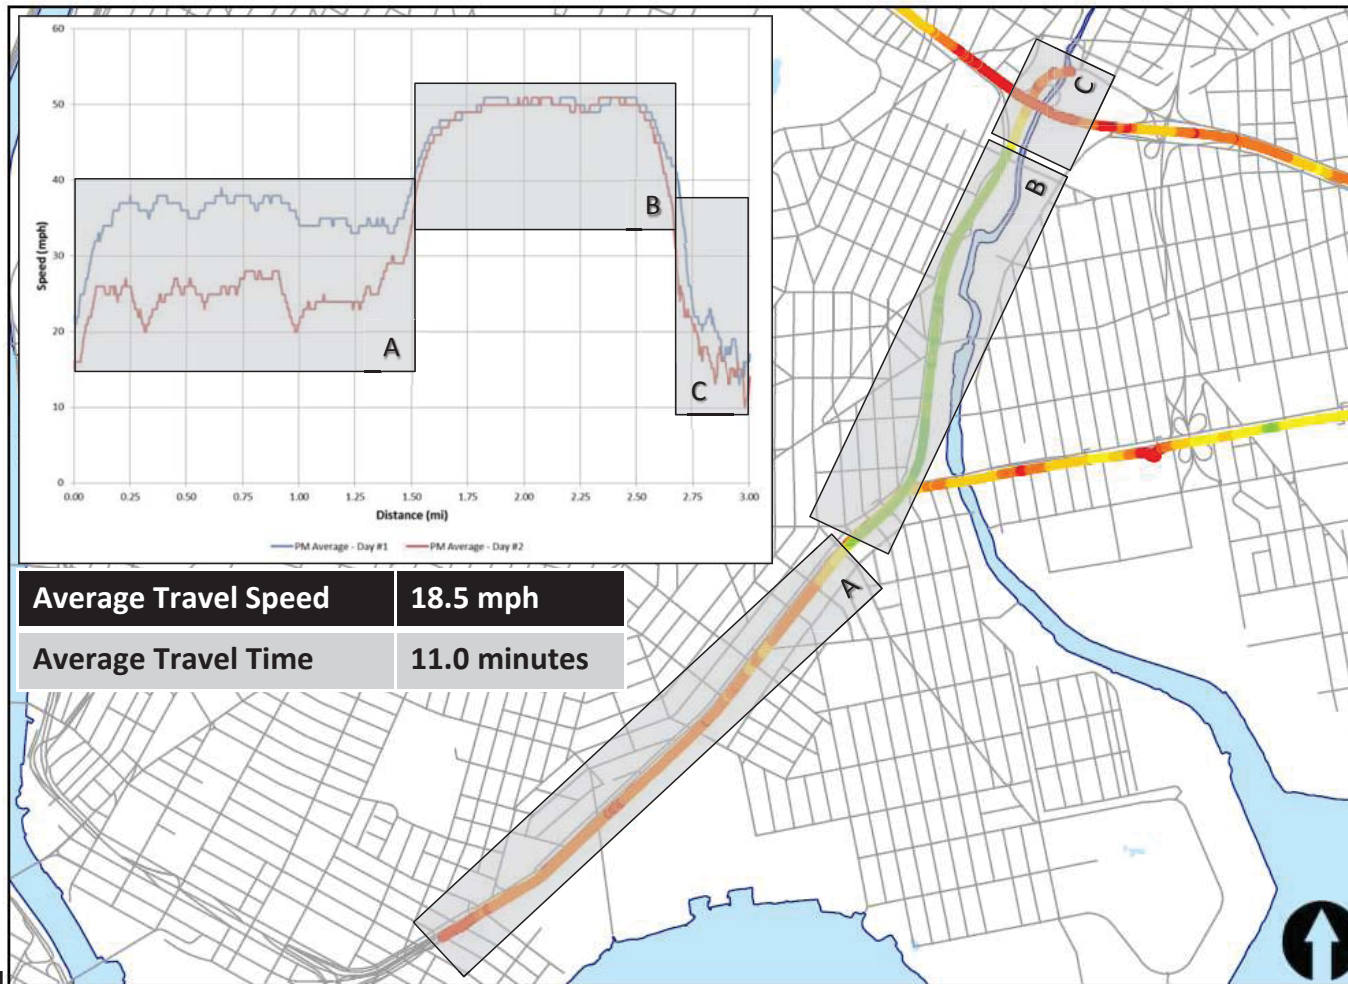 60
50
40
30
20
10
0
Speed (mph)
A
B
C
0.00 0.25 0.50 0.75 1.00 1.25 1.50 1.75 2.00 2.25 2.50 2.75 3.00
Distance (mi)
PM Average - Day #1 PM Average - Day #2
Average Travel Speed 18.5 mph
Average Travel Time 11.0 minutes
C
B
A